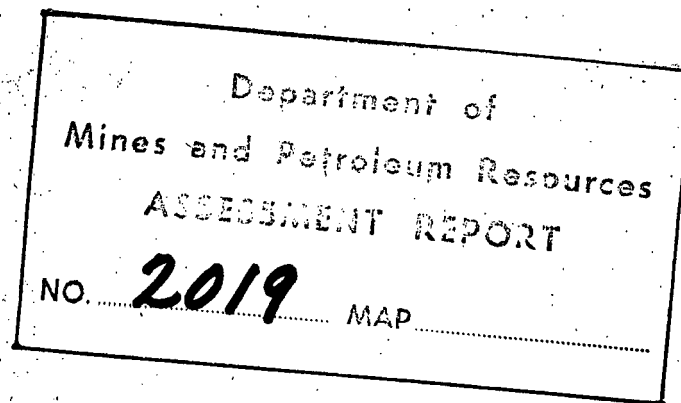 Department of
Mines and Petroleum Resources
ASSESSMENT REPORT
NO. 2019 MAP